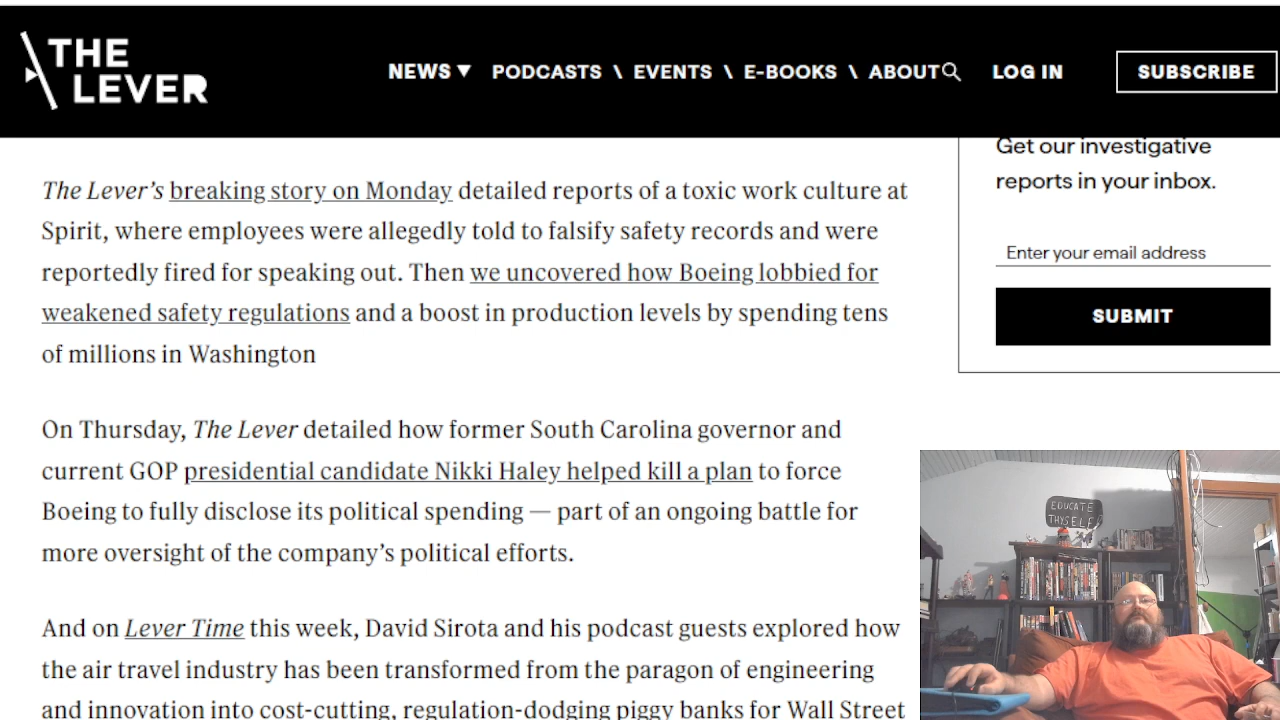 THE
LEVER
NEWS ▼ PODCASTS \ EVENTS \ E-BOOKS \ ABOUT LOG IN SUBSCRIBE
The Lever’s breaking story on Monday detailed reports of a toxic work culture at
Spirit, where employees were allegedly told to falsify safety records and were
reportedly fired for speaking out. Then we uncovered how Boeing lobbied for
weakened safety regulations and a boost in production levels by spending tens
of millions in Washington
On Thursday, The Lever detailed how former South Carolina governor and
current GOP presidential candidate Nikki Haley helped kill a plan to force
Boeing to fully disclose its political spending — part of an ongoing battle for
more oversight of the company’s political efforts.
And on Lever Time this week, David Sirota and his podcast guests explored how
the air travel industry has been transformed from the paragon of engineering
and innovation into cost-cutting, regulation-dodging piggy banks for Wall Street
Get our investigative
reports in your inbox.
Enter your email address
SUBMIT
EDUCATE
THYSELF